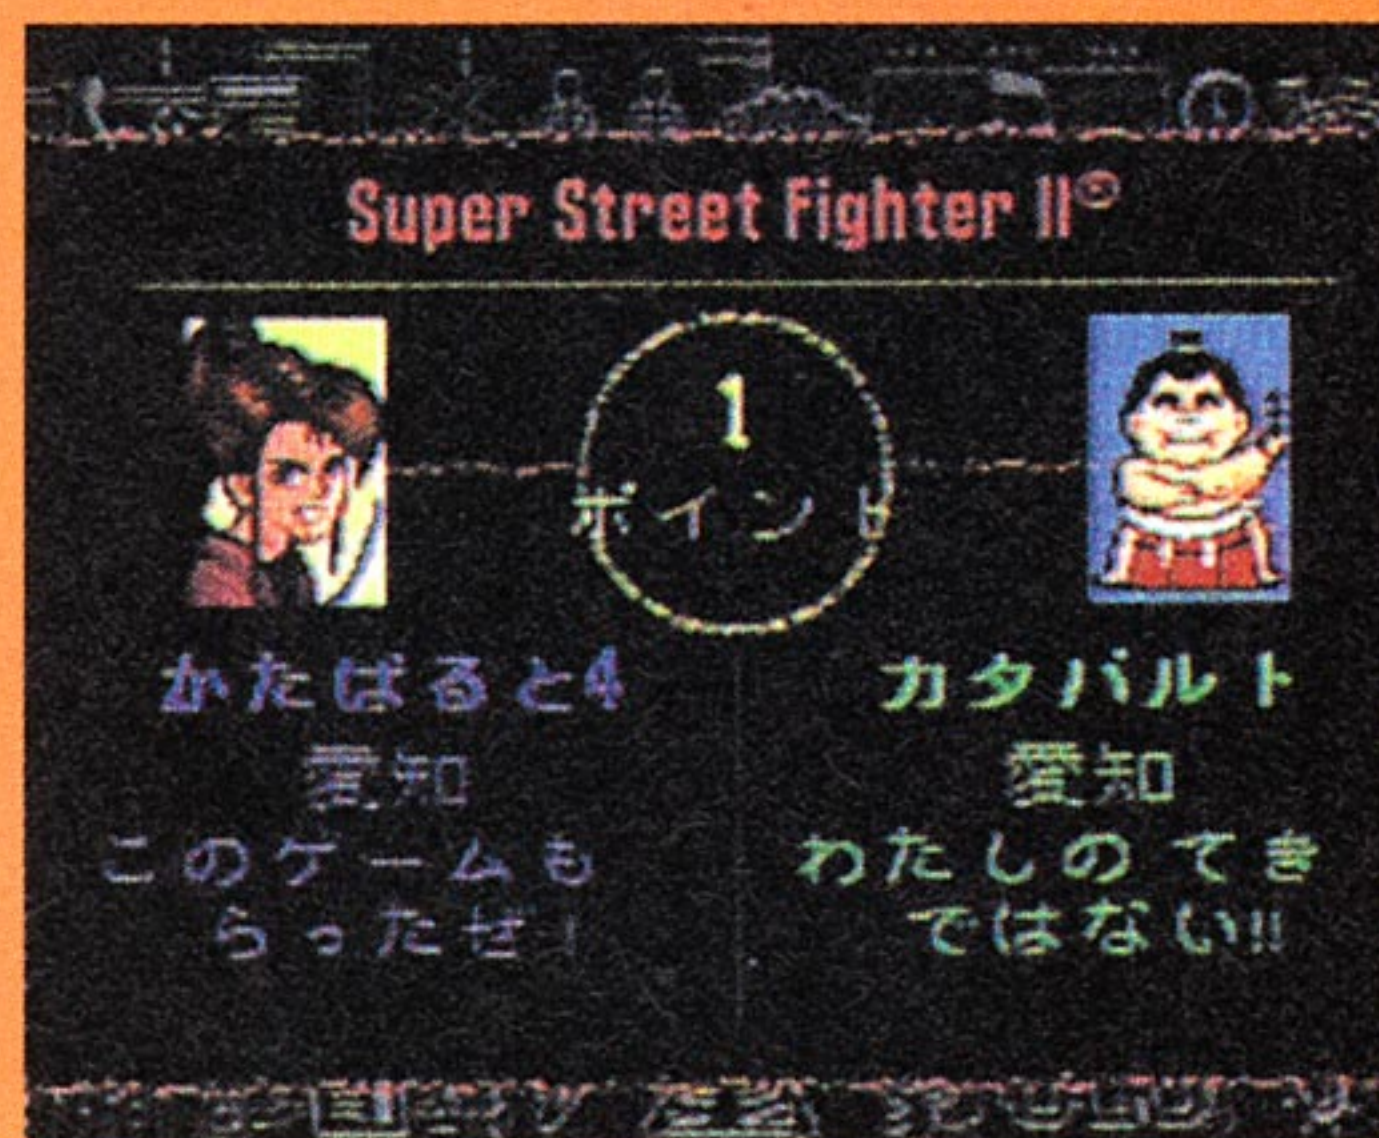 Super Street Fighter II©
1
ポイント
かたぱると4
カタパルト
愛知
愛知
このゲームも
らったぜ!
わたしの てき
ではない!!